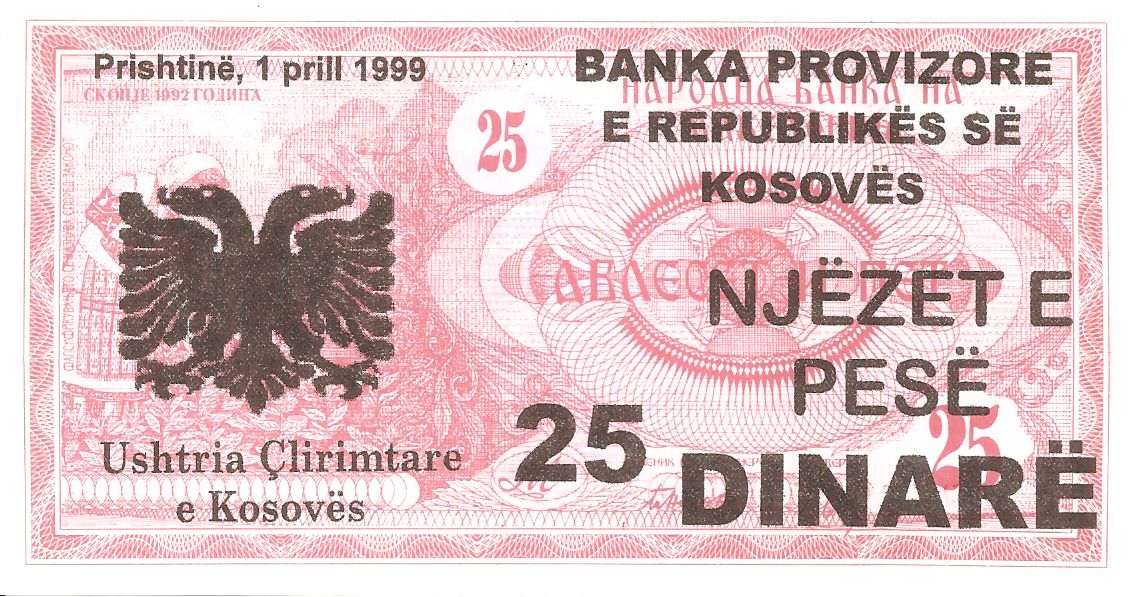 Prishtinë, 1 prill 1999
СКОПЈЕ 1992 ГОДИНА
BANKA PROVIZORE
НАРОДНА БАНКА НА
E REPUBLIKËS SË
KOSOVËS
25
NJËZET E
PESË
25
25
DINARË
Ushtria Çlirimtare
e Kosovës